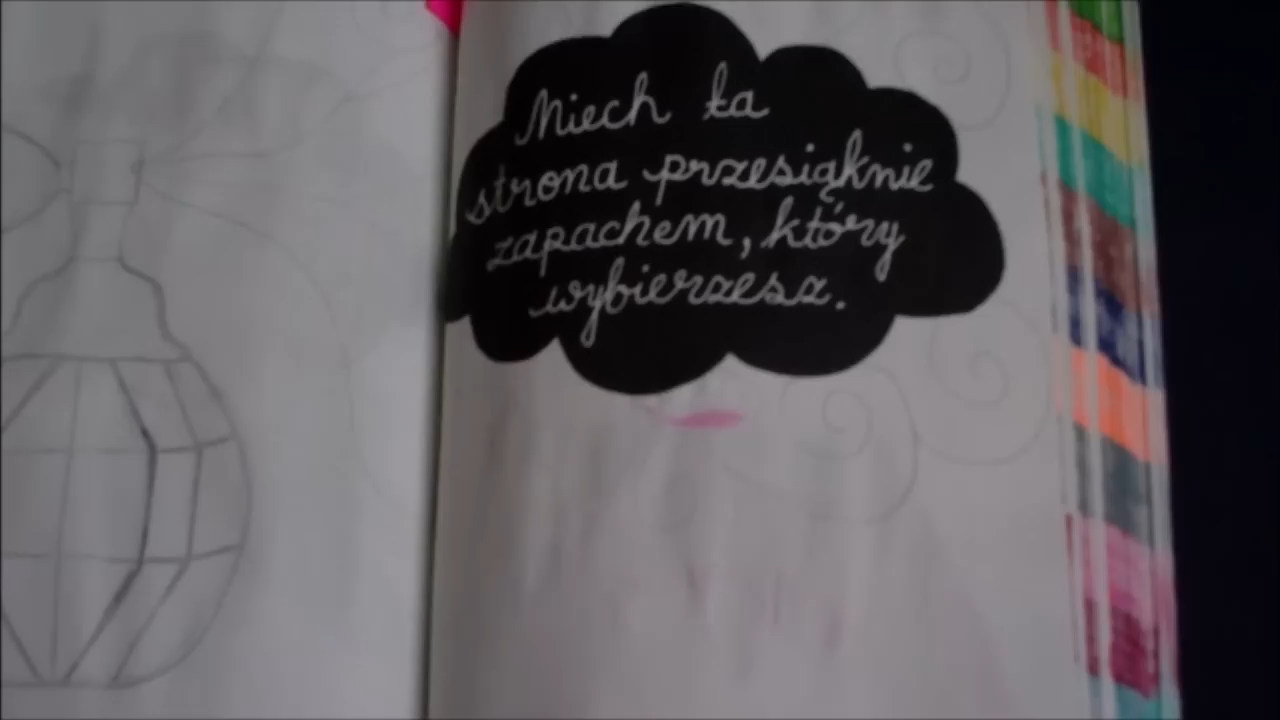 Niech ta
strona przesiąknie
zapachem, który
wybierzesz.